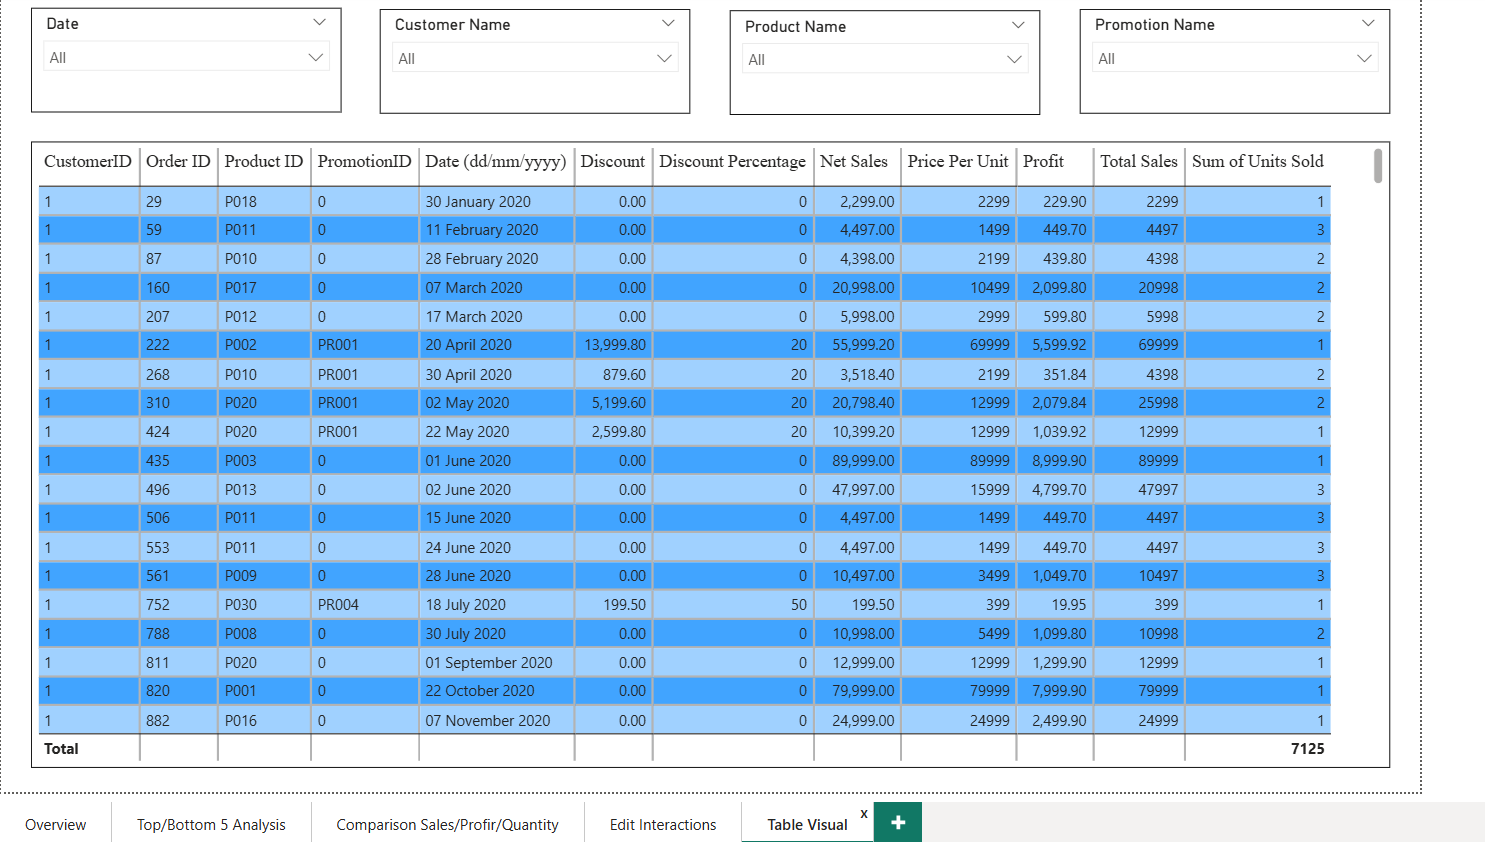 Date Customer Name Product Name Promotion Name
All All All All
CustomerID Order ID Product ID PromotionID Date (dd/mm/yyyy) Discount Discount Percentage Net Sales Price Per Unit Profit Total Sales Sum of Units Sold
1 29 P018 0 30 January 2020 0.00 0 2,299.00 2299 229.90 2299 1
1 59 P011 0 11 February 2020 0.00 0 4,497.00 1499 449.70 4497 3
1 87 P010 0 28 February 2020 0.00 0 4,398.00 2199 439.80 4398 2
1 160 P017 0 07 March 2020 0.00 0 20,998.00 10499 2,099.80 20998 2
1 207 P012 0 17 March 2020 0.00 0 5,998.00 2999 599.80 5998 2
1 222 P002 PR001 20 April 2020 13,999.80 20 55,999.20 69999 5,599.92 69999 1
1 268 P010 PR001 30 April 2020 879.60 20 3,518.40 2199 351.84 4398 2
1 310 P020 PR001 02 May 2020 5,199.60 20 20,798.40 12999 2,079.84 25998 2
1 424 P020 PR001 22 May 2020 2,599.80 20 10,399.20 12999 1,039.92 12999 1
1 435 P003 0 01 June 2020 0.00 0 89,999.00 89999 8,999.90 89999 1
1 496 P013 0 02 June 2020 0.00 0 47,997.00 15999 4,799.70 47997 3
1 506 P011 0 15 June 2020 0.00 0 4,497.00 1499 449.70 4497 3
1 553 P011 0 24 June 2020 0.00 0 4,497.00 1499 449.70 4497 3
1 561 P009 0 28 June 2020 0.00 0 10,497.00 3499 1,049.70 10497 3
1 752 P030 PR004 18 July 2020 199.50 50 199.50 399 19.95 399 1
1 788 P008 0 30 July 2020 0.00 0 10,998.00 5499 1,099.80 10998 2
1 811 P020 0 01 September 2020 0.00 0 12,999.00 12999 1,299.90 12999 1
1 820 P001 0 22 October 2020 0.00 0 79,999.00 79999 7,999.90 79999 1
1 882 P016 0 07 November 2020 0.00 0 24,999.00 24999 2,499.90 24999 1
Total 7125
Overview Top/Bottom 5 Analysis Comparison Sales/Profir/Quantity Edit Interactions Table Visual x +